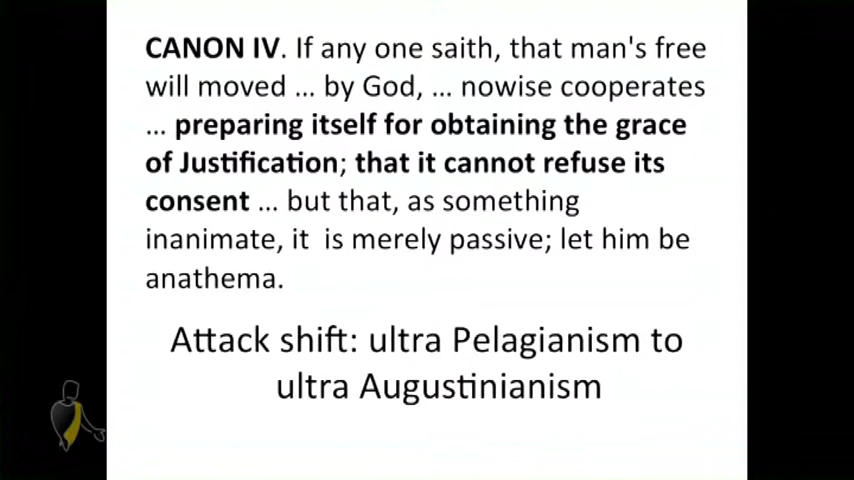 CANON IV. If any one saith, that man's free
will moved ... by God, ... nowise cooperates
... preparing itself for obtaining the grace
of Justification; that it cannot refuse its
consent ... but that, as something
inanimate, it is merely passive; let him be
anathema.
Attack shift: ultra Pelagianism to
ultra Augustinianism